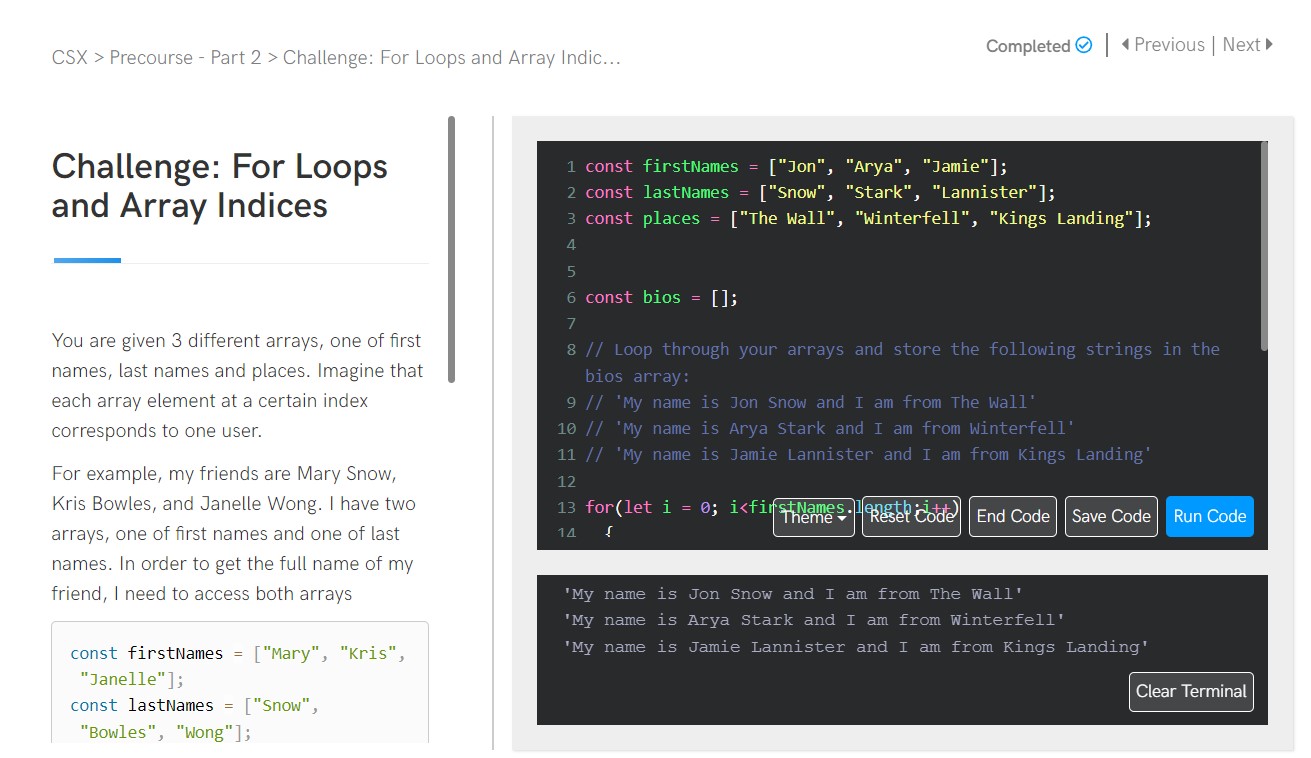 CSX > Precourse - Part 2 > Challenge: For Loops and Array Indic...
Completed | Previous | Next
Challenge: For Loops
and Array Indices
You are given 3 different arrays, one of first
names, last names and places. Imagine that
each array element at a certain index
corresponds to one user.
For example, my friends are Mary Snow,
Kris Bowles, and Janelle Wong. I have two
arrays, one of first names and one of last
names. In order to get the full name of my
friend, I need to access both arrays
const firstNames = ["Mary", "Kris",
"Janelle"];
const lastNames = ["Snow",
"Bowles", "Wong"];
1 const firstNames = ["Jon", "Arya", "Jamie"];
2 const lastNames = ["Snow", "Stark", "Lannister"];
3 const places = ["The Wall", "Winterfell", "Kings Landing"];
4
5
6 const bios = [];
7
8 // Loop through your arrays and store the following strings in the
bios array:
9 // 'My name is Jon Snow and I am from The Wall'
10 // 'My name is Arya Stark and I am from Winterfell'
11 // 'My name is Jamie Lannister and I am from Kings Landing'
12
13 for(let i = 0; i<firstNames.length;i++)
14 {
Theme Reset Code End Code Save Code Run Code
'My name is Jon Snow and I am from The Wall'
'My name is Arya Stark and I am from Winterfell'
'My name is Jamie Lannister and I am from Kings Landing'
Clear Terminal